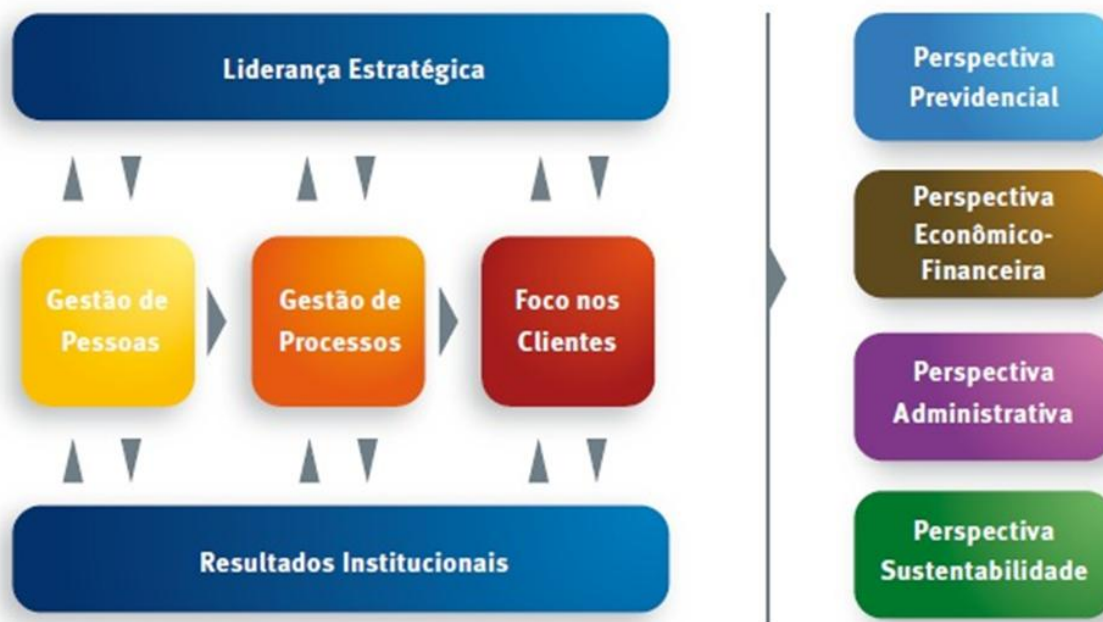 Liderança Estratégica
Gestão de
Pessoas
Gestão de
Processos
Foco nos
Clientes
Resultados Institucionais
Perspectiva
Previdencial
Perspectiva
Econômico-
Financeira
Perspectiva
Administrativa
Perspectiva
Sustentabilidade